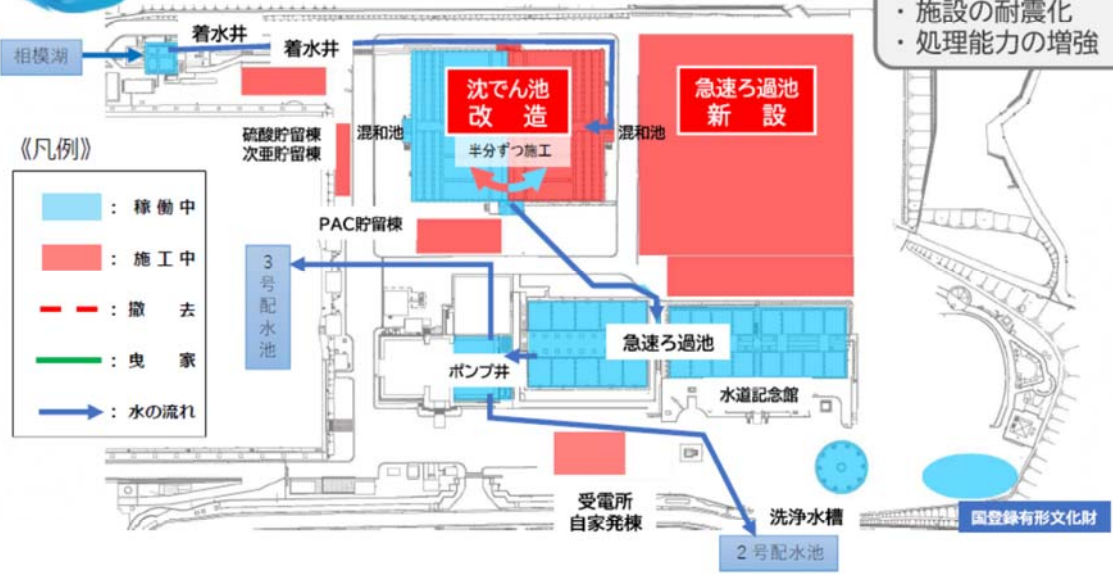 ・施設の耐震化
・処理能力の増強
相模湖
着水井
着水井
沈でん池
改　造
半分ずつ施工
急速ろ過池
新　設
硫酸貯留棟
次亜貯留棟
混和池
混和池
《凡例》
：稼働中
：施工中
：撤　去
：曳　家
：水の流れ
PAC貯留棟
3号配水池
急速ろ過池
ポンプ井
水道記念館
受電所
自家発棟
洗浄水槽
国登録有形文化財
2号配水池